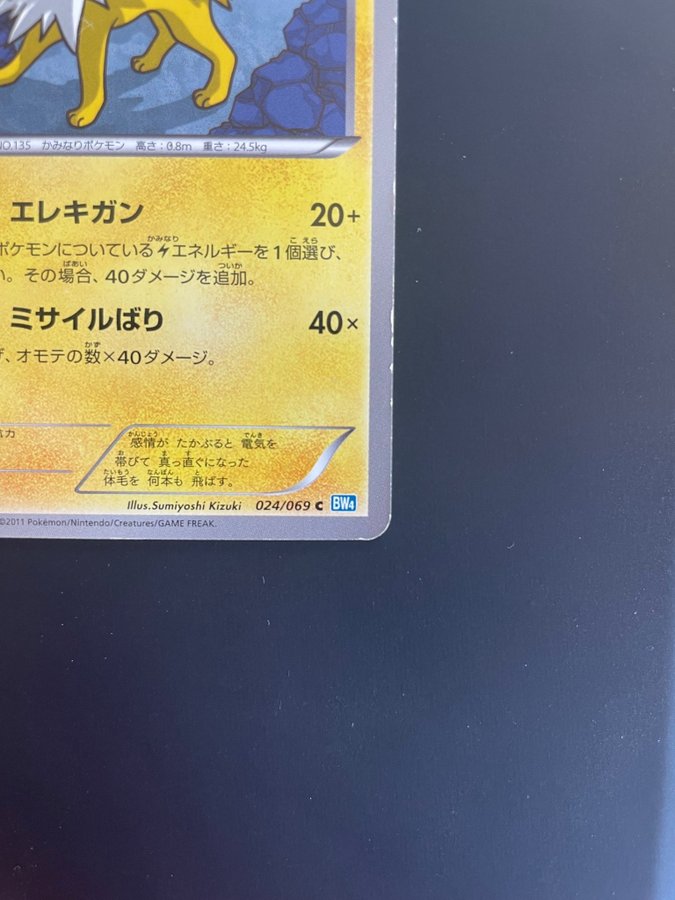 NO.135 かみなりポケモン 高さ:0.8m 重さ:24.5kg
エレキガン 20+
ポケモンについているエネルギーを1個選び、
い。その場合、40ダメージを追加。
ミサイルばり 40×
、オモテの数×40ダメージ。
感情が たかぶると 電気を
帯びて 真っ直ぐになった
体毛を 何本も 飛ばす。
Illus.Sumiyoshi Kizuki 024/069 C BW4
©2011 Pokémon/Nintendo/Creatures/GAME FREAK.